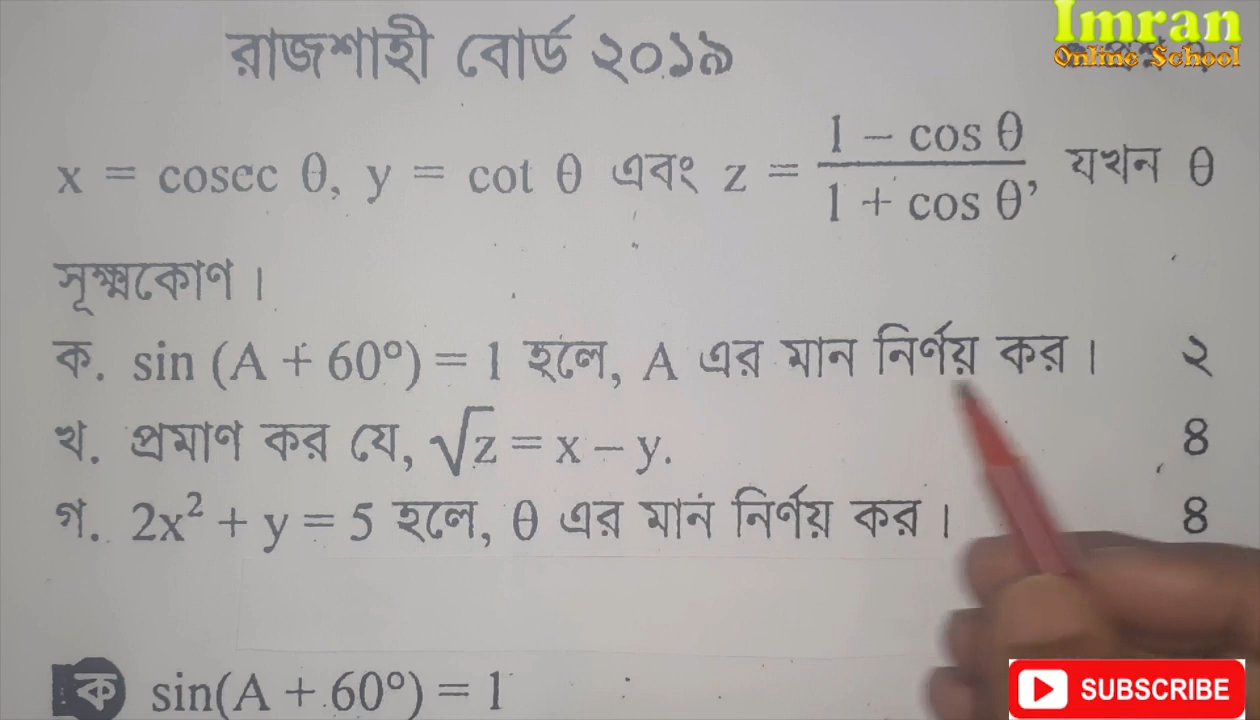 Imran
Online School
রাজশাহী বোর্ড ২০১৯
x = cosec θ, y = cot θ এবং z = (1 − cos θ)/(1 + cos θ), যখন θ
সূক্ষ্মকোণ।
ক. sin (A + 60°) = 1 হলে, A এর মান নির্ণয় কর। ২
খ. প্রমাণ কর যে, √z = x − y. ৪
গ. 2x² + y = 5 হলে, θ এর মান নির্ণয় কর। ৪
ক sin(A + 60°) = 1
SUBSCRIBE